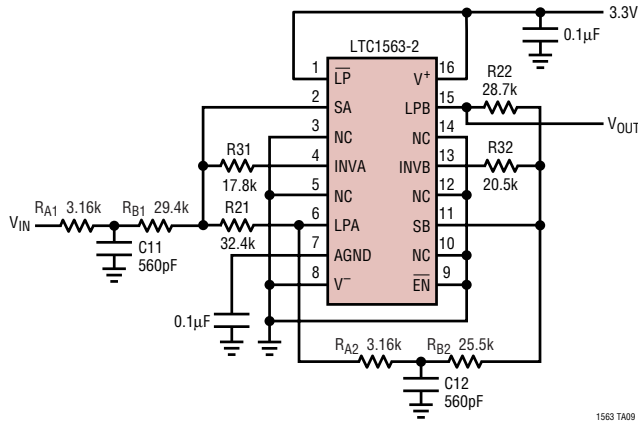 3.3V
0.1µF
LTC1563-2
1 L̅P̅ V⁺ 16
R22
28.7k
2 SA LPB 15
VOUT
3 NC NC 14
R31
17.8k
4 INVA INVB 13
R32
20.5k
5 NC NC 12
VIN
RA1 3.16k RB1 29.4k
R21
32.4k
6 LPA SB 11
C11
560pF
7 AGND NC 10
8 V⁻ E̅N̅ 9
0.1µF
RA2 3.16k RB2 25.5k
C12
560pF
1563 TA09